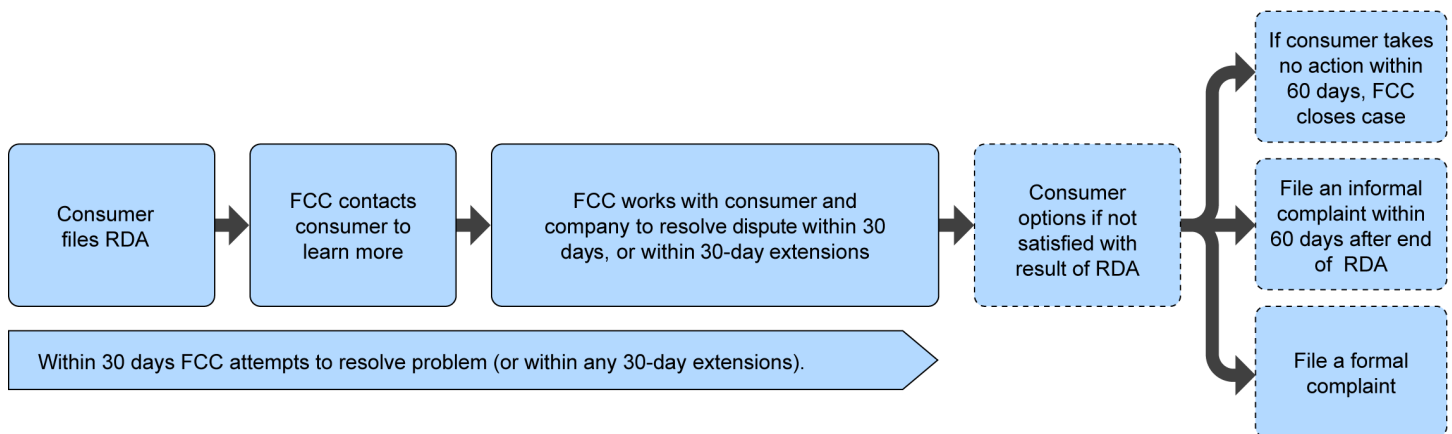 Consumer
files RDA
FCC contacts
consumer to
learn more
FCC works with consumer and
company to resolve dispute within 30
days, or within 30-day extensions
Consumer
options if not
satisfied with
result of RDA
If consumer takes
no action within
60 days, FCC
closes case
File an informal
complaint within
60 days after end
of RDA
File a formal
complaint
Within 30 days FCC attempts to resolve problem (or within any 30-day extensions).